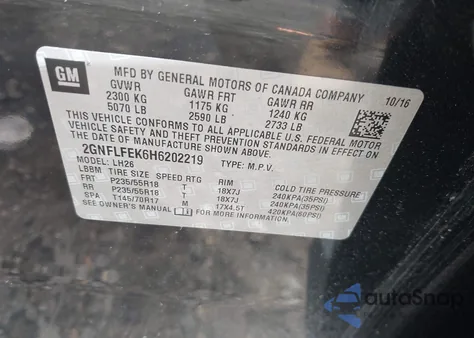 GM
MFD BY GENERAL MOTORS OF CANADA COMPANY 10/16
GVWR GAWR FRT GAWR RR
2300 KG 1175 KG 1240 KG
5070 LB 2590 LB 2733 LB
THIS VEHICLE CONFORMS TO ALL APPLICABLE U.S. FEDERAL MOTOR
VEHICLE SAFETY STANDARDS IN EFFECT ON
THE DATE OF MANUFACTURE SHOWN ABOVE.
2GNFLFEK6H6202219 TYPE: M.P.V.
MODEL: LH26
LBBM: TIRE SIZE SPEED RTG RIM COLD TIRE PRESSURE
FRT P235/55R18 T 18X7J 240KPA(35PSI)
RR P235/55R18 T 18X7J 240KPA(35PSI)
SPA T145/70R17 M 17X4.5T 420KPA(60PSI)
SEE OWNER'S MANUAL FOR MORE INFORMATION.
AutoSnap